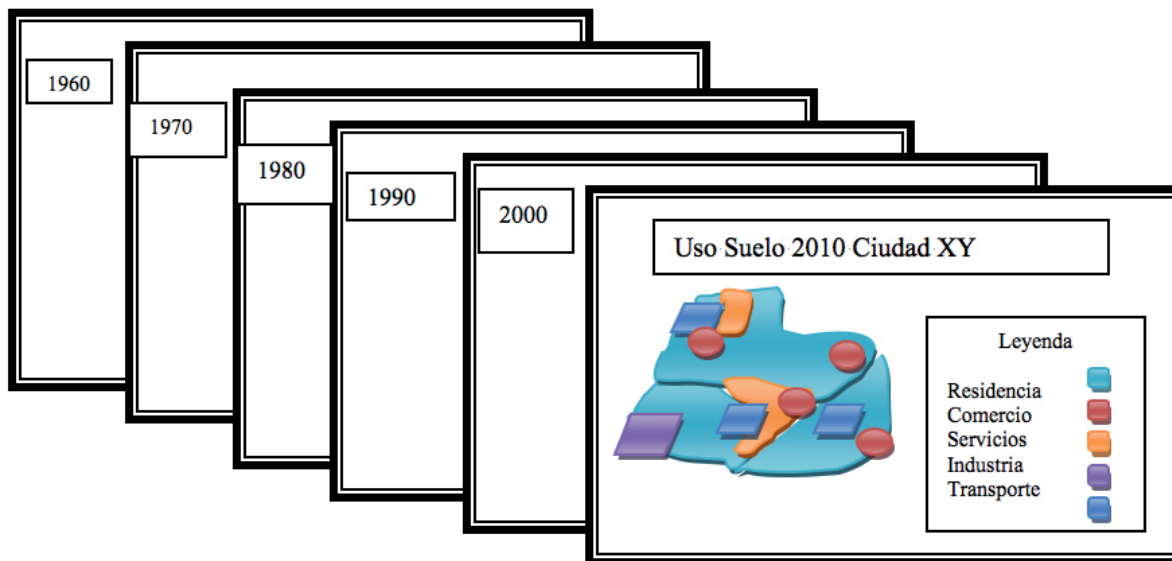 1960
1970
1980
1990
2000
Uso Suelo 2010 Ciudad XY
Leyenda
Residencia
Comercio
Servicios
Industria
Transporte